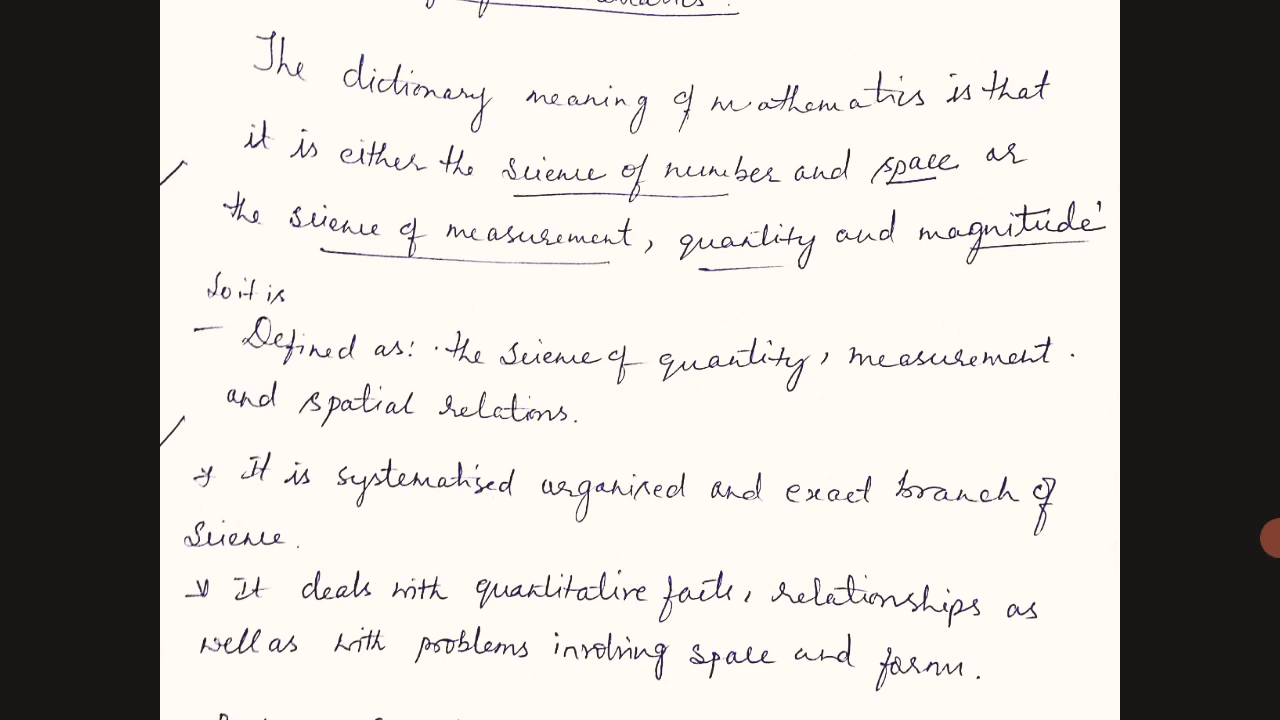 The dictionary meaning of mathematics is that
it is either the science of number and space or
the science of measurement, quantity and magnitude'
So it is
- Defined as: the science of quantity, measurement.
and spatial relations.
It is systematised organised and exact branch of
Science.
It deals with quantitative facts, relationships as
well as with problems involving space and form.